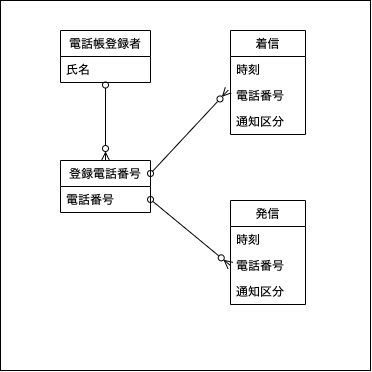 電話帳登録者
氏名
着信
時刻
電話番号
通知区分
登録電話番号
電話番号
発信
時刻
電話番号
通知区分